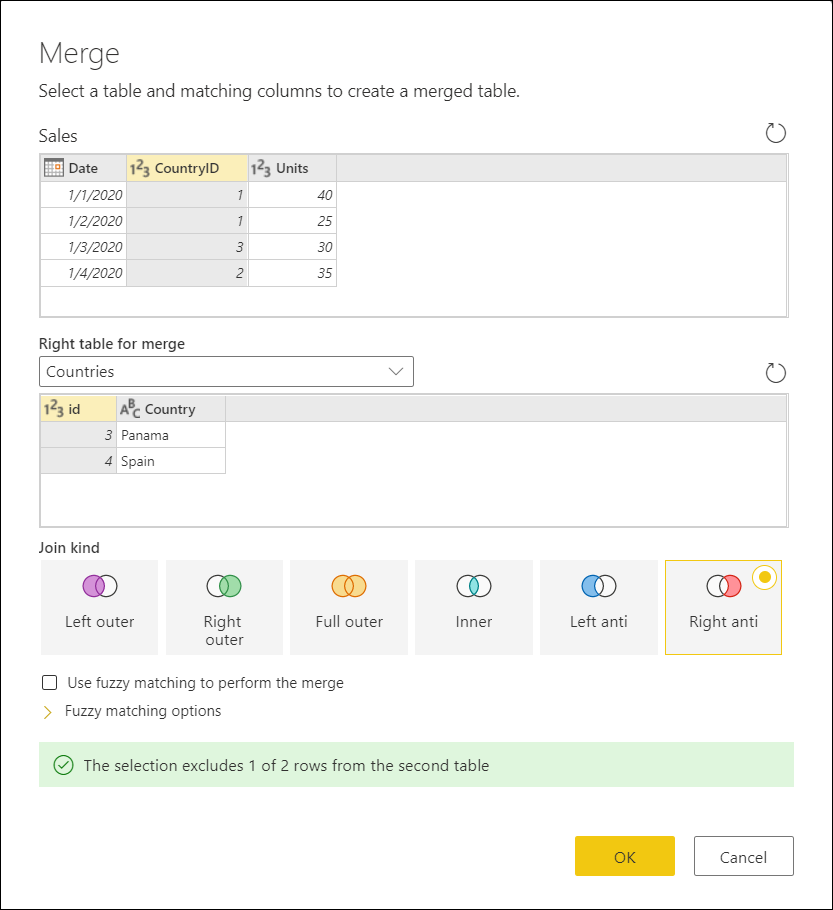 Merge
Select a table and matching columns to create a merged table.
Sales
Date 123 CountryID 123 Units
1/1/2020 1 40
1/2/2020 1 25
1/3/2020 3 30
1/4/2020 2 35
Right table for merge
Countries
123 id ABC Country
3 Panama
4 Spain
Join kind
Left outer
Right
outer
Full outer
Inner
Left anti
Right anti
Use fuzzy matching to perform the merge
Fuzzy matching options
The selection excludes 1 of 2 rows from the second table
OK
Cancel